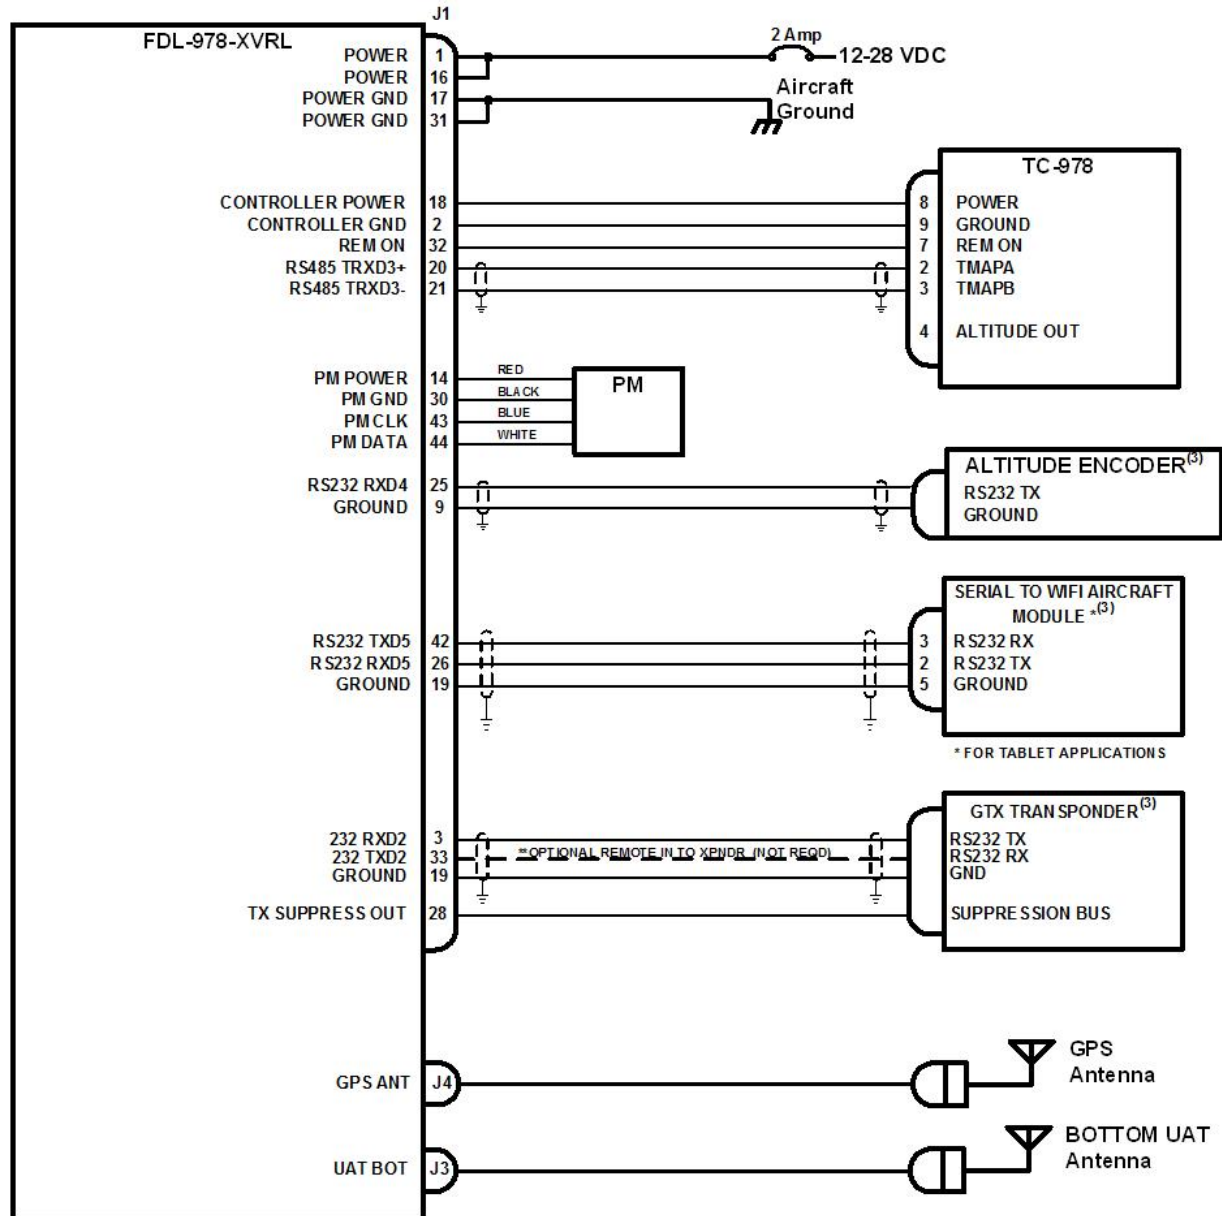 J1
FDL-978-XVRL
POWER 1
2 Amp
12-28 VDC
POWER 16
POWER GND 17
Aircraft
Ground
POWER GND 31
TC-978
CONTROLLER POWER 18 8 POWER
CONTROLLER GND 2 9 GROUND
REM ON 32 7 REM ON
RS485 TRXD3+ 20 2 TMAPA
RS485 TRXD3- 21 3 TMAPB
4 ALTITUDE OUT
PM POWER 14 RED
PM
PM GND 30 BLACK
PM CLK 43 BLUE
PM DATA 44 WHITE
ALTITUDE ENCODER(3)
RS232 RXD4 25 RS232 TX
GROUND 9 GROUND
SERIAL TO WIFI AIRCRAFT
MODULE *(3)
RS232 TXD5 42 3 RS232 RX
RS232 RXD5 26 2 RS232 TX
GROUND 19 5 GROUND
* FOR TABLET APPLICATIONS
GTX TRANSPONDER(3)
232 RXD2 3 RS232 TX
232 TXD2 33 **OPTIONAL REMOTE IN TO XPNDR (NOT REQD) RS232 RX
GROUND 19 GND
TX SUPPRESS OUT 28 SUPPRESSION BUS
GPS ANT J4
GPS
Antenna
UAT BOT J3
BOTTOM UAT
Antenna